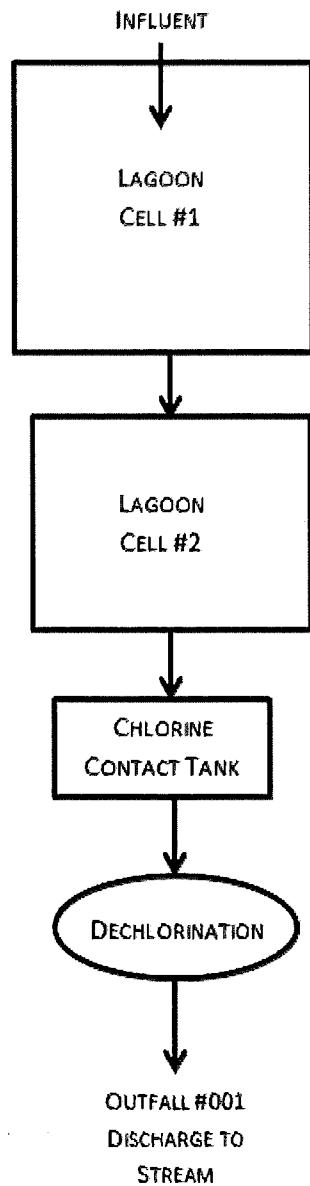 INFLUENT
LAGOON
CELL #1
LAGOON
CELL #2
CHLORINE
CONTACT TANK
DECHLORINATION
OUTFALL #001
DISCHARGE TO
STREAM